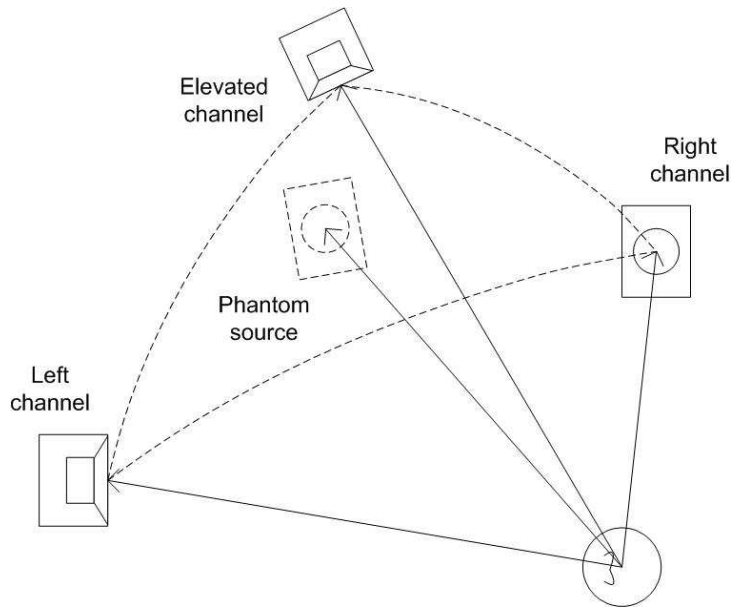 Elevated
channel
Right
channel
Phantom
source
Left
channel